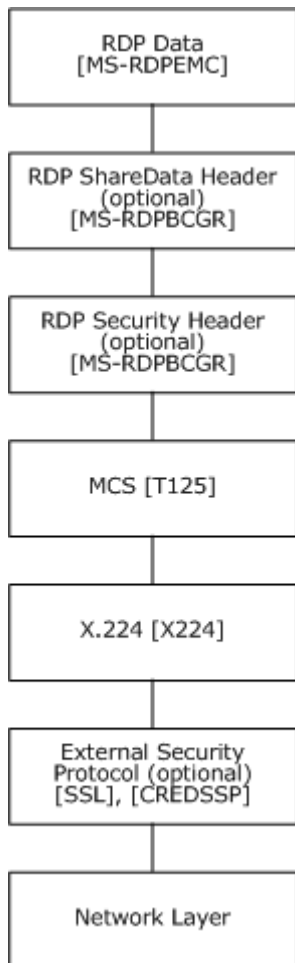 RDP Data
[MS-RDPEMC]
RDP ShareData Header
(optional)
[MS-RDPBCGR]
RDP Security Header
(optional)
[MS-RDPBCGR]
MCS [T125]
X.224 [X224]
External Security
Protocol (optional)
[SSL], [CREDSSP]
Network Layer